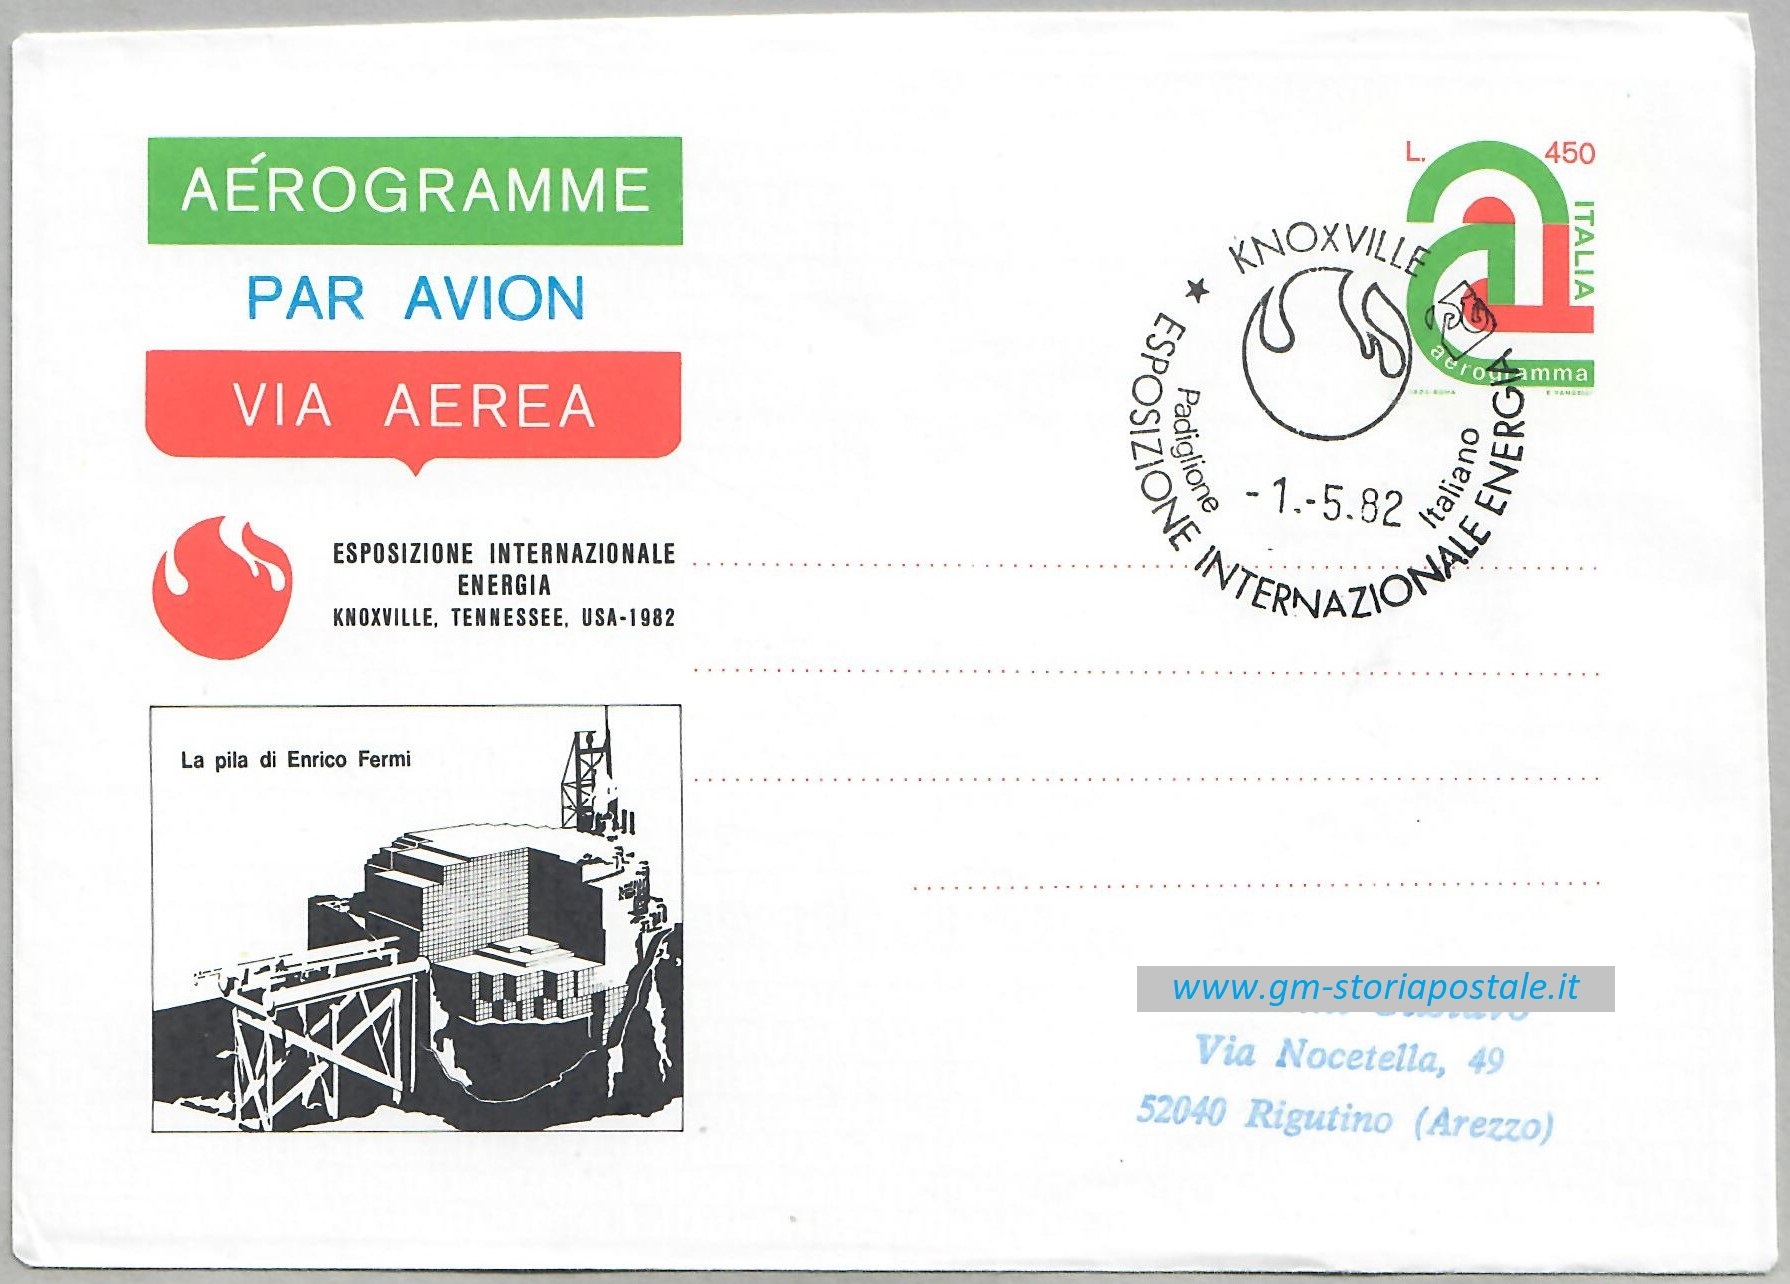 AÉROGRAMME
PAR AVION
VIA AEREA
ESPOSIZIONE INTERNAZIONALE
ENERGIA
KNOXVILLE, TENNESSEE, USA-1982
La pila di Enrico Fermi
L. 450
ITALIA
aerogramma
KNOXVILLE
★ ESPOSIZIONE INTERNAZIONALE ENERGIA
Padiglione Italiano
-1.-5.82
www.gm-storiapostale.it
Via Nocetella, 49
52040 Rigutino (Arezzo)